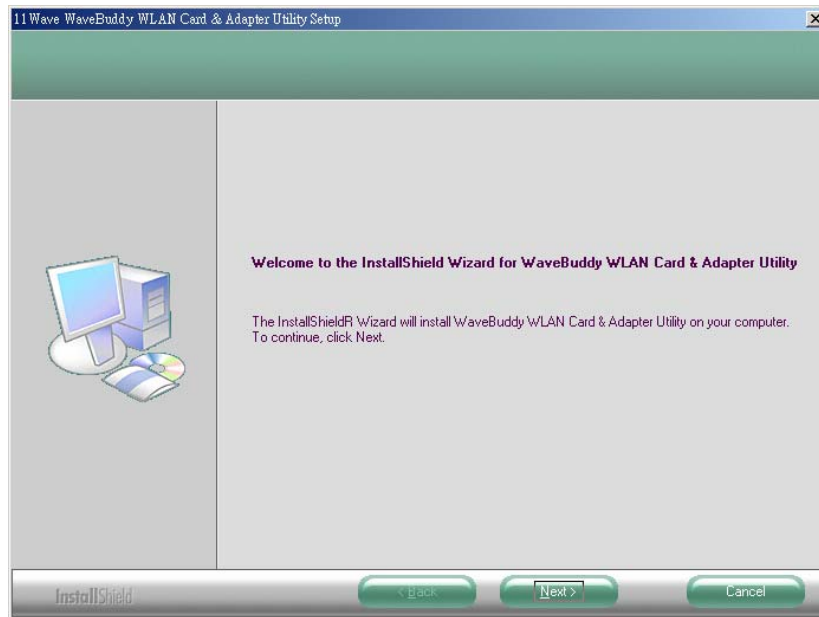 11Wave WaveBuddy WLAN Card & Adapter Utility Setup
Welcome to the InstallShield Wizard for WaveBuddy WLAN Card & Adapter Utility
The InstallShieldR Wizard will install WaveBuddy WLAN Card & Adapter Utility on your computer.
To continue, click Next.
InstallShield
< Back
Next >
Cancel